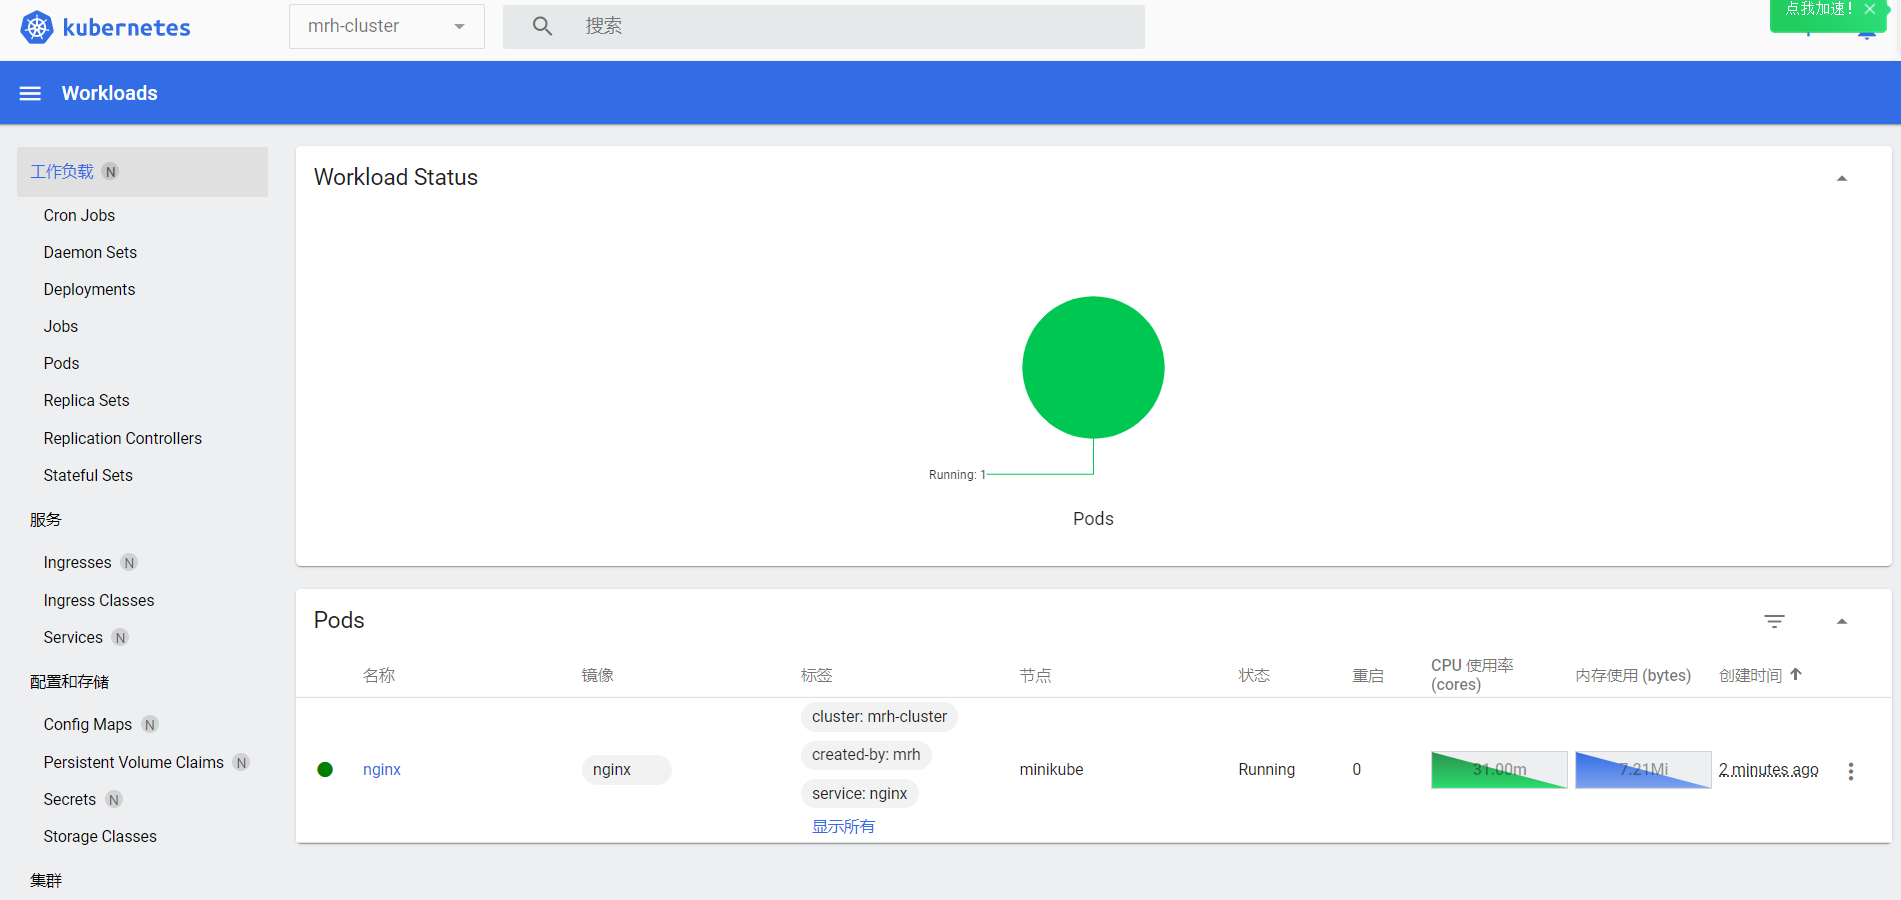 kubernetes
mrh-cluster
搜索
点我加速！
Workloads
工作负载 N
Cron Jobs
Daemon Sets
Deployments
Jobs
Pods
Replica Sets
Replication Controllers
Stateful Sets
服务
Ingresses N
Ingress Classes
Services N
配置和存储
Config Maps N
Persistent Volume Claims N
Secrets N
Storage Classes
集群
Workload Status
Running: 1
Pods
Pods
名称 镜像 标签 节点 状态 重启 CPU 使用率 (cores) 内存使用 (bytes) 创建时间
nginx nginx
cluster: mrh-cluster
created-by: mrh
service: nginx
显示所有
minikube Running 0 31.00m 7.21Mi 2 minutes ago